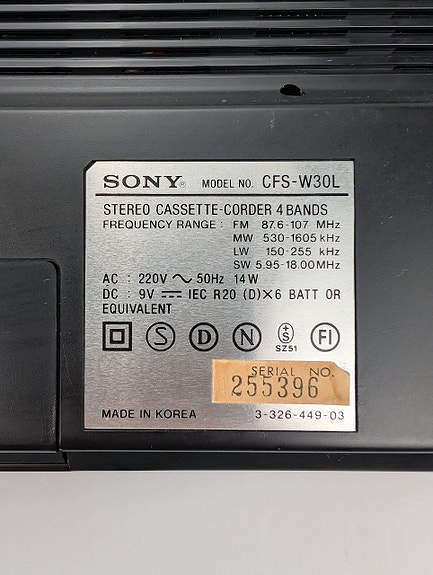 SONY® MODEL NO. CFS-W30L
STEREO CASSETTE-CORDER 4 BANDS
FREQUENCY RANGE : FM 87.6-107 MHz
MW 530-1605 kHz
LW 150-255 kHz
SW 5.95-18.00 MHz
AC : 220V ～ 50Hz 14W
DC : 9V ⎓ IEC R20 (D)×6 BATT OR
EQUIVALENT
S D N S SZ51 FI
SERIAL NO.
255396
MADE IN KOREA 3-326-449-03